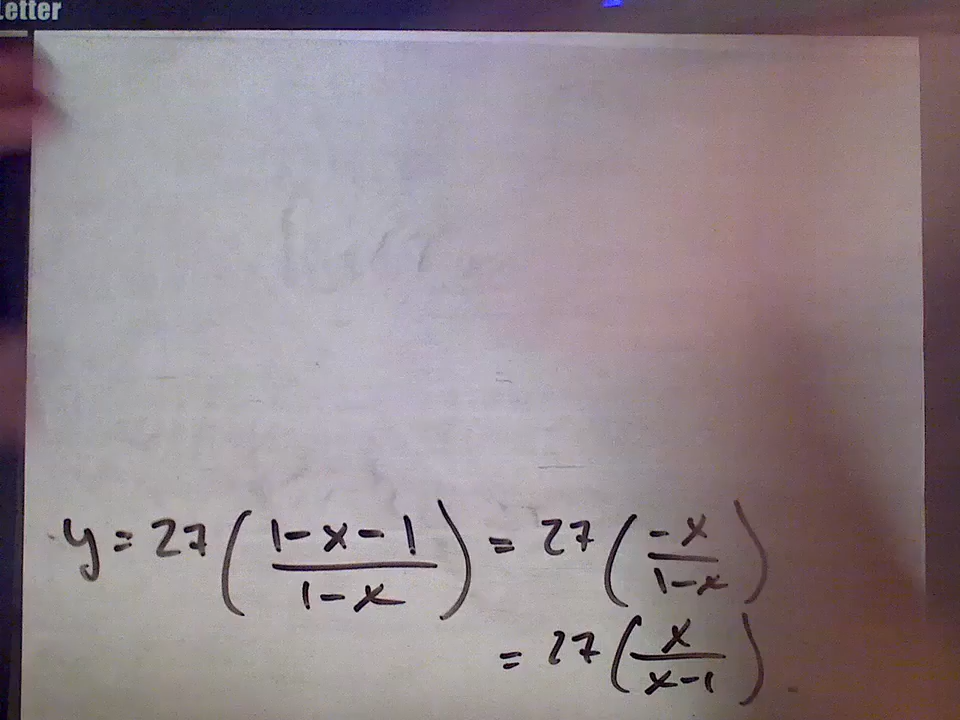 Letter
y = 27 ( (1-x-1)/(1-x) ) = 27 ( (-x)/(1-x) )
= 27 ( x/(x-1) )